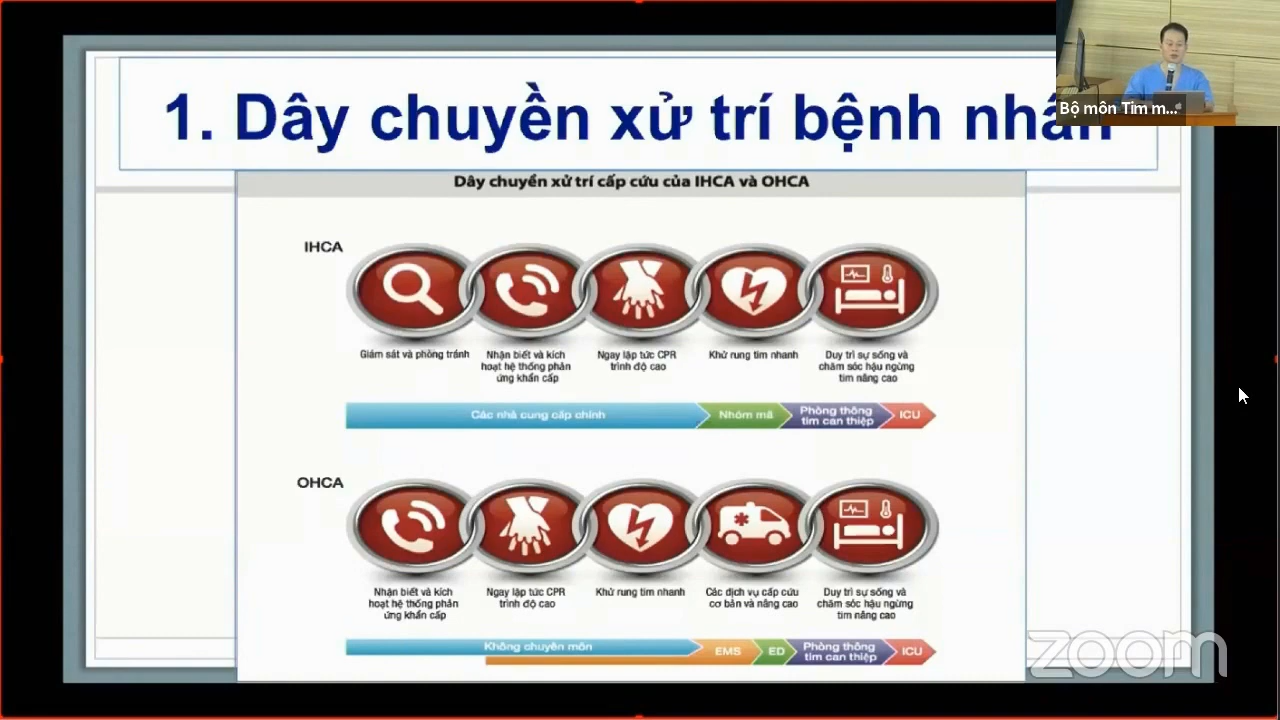 1. Dây chuyền xử trí bệnh nhân
Bộ môn Tim m...
Dây chuyền xử trí cấp cứu của IHCA và OHCA
IHCA
Giám sát và phòng tránh
Nhận biết và kích
hoạt hệ thống phản
ứng khẩn cấp
Ngay lập tức CPR
trình độ cao
Khử rung tim nhanh
Duy trì sự sống và
chăm sóc hậu ngừng
tim nâng cao
Các nhà cung cấp chính
Nhóm mã
Phòng thông
tim can thiệp
ICU
OHCA
Nhận biết và kích
hoạt hệ thống phản
ứng khẩn cấp
Ngay lập tức CPR
trình độ cao
Khử rung tim nhanh
Các dịch vụ cấp cứu
cơ bản và nâng cao
Duy trì sự sống và
chăm sóc hậu ngừng
tim nâng cao
Không chuyên môn
EMS
ED
Phòng thông
tim can thiệp
ICU
zoom